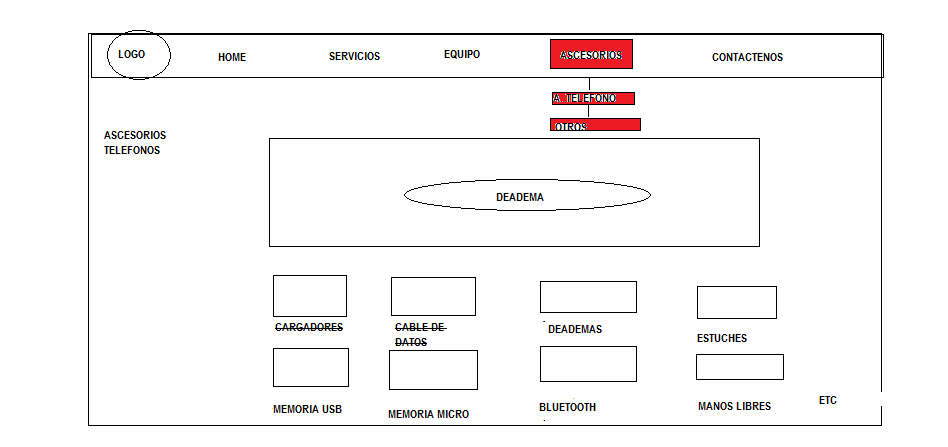 LOGO
HOME
SERVICIOS
EQUIPO
ASCESORIOS
CONTACTENOS
A. TELEFONO
OTROS
ASCESORIOS
TELEFONOS
DEADEMA
CARGADORES
CABLE DE
DATOS
DEADEMAS
ESTUCHES
MEMORIA USB
MEMORIA MICRO
BLUETOOTH
MANOS LIBRES
ETC